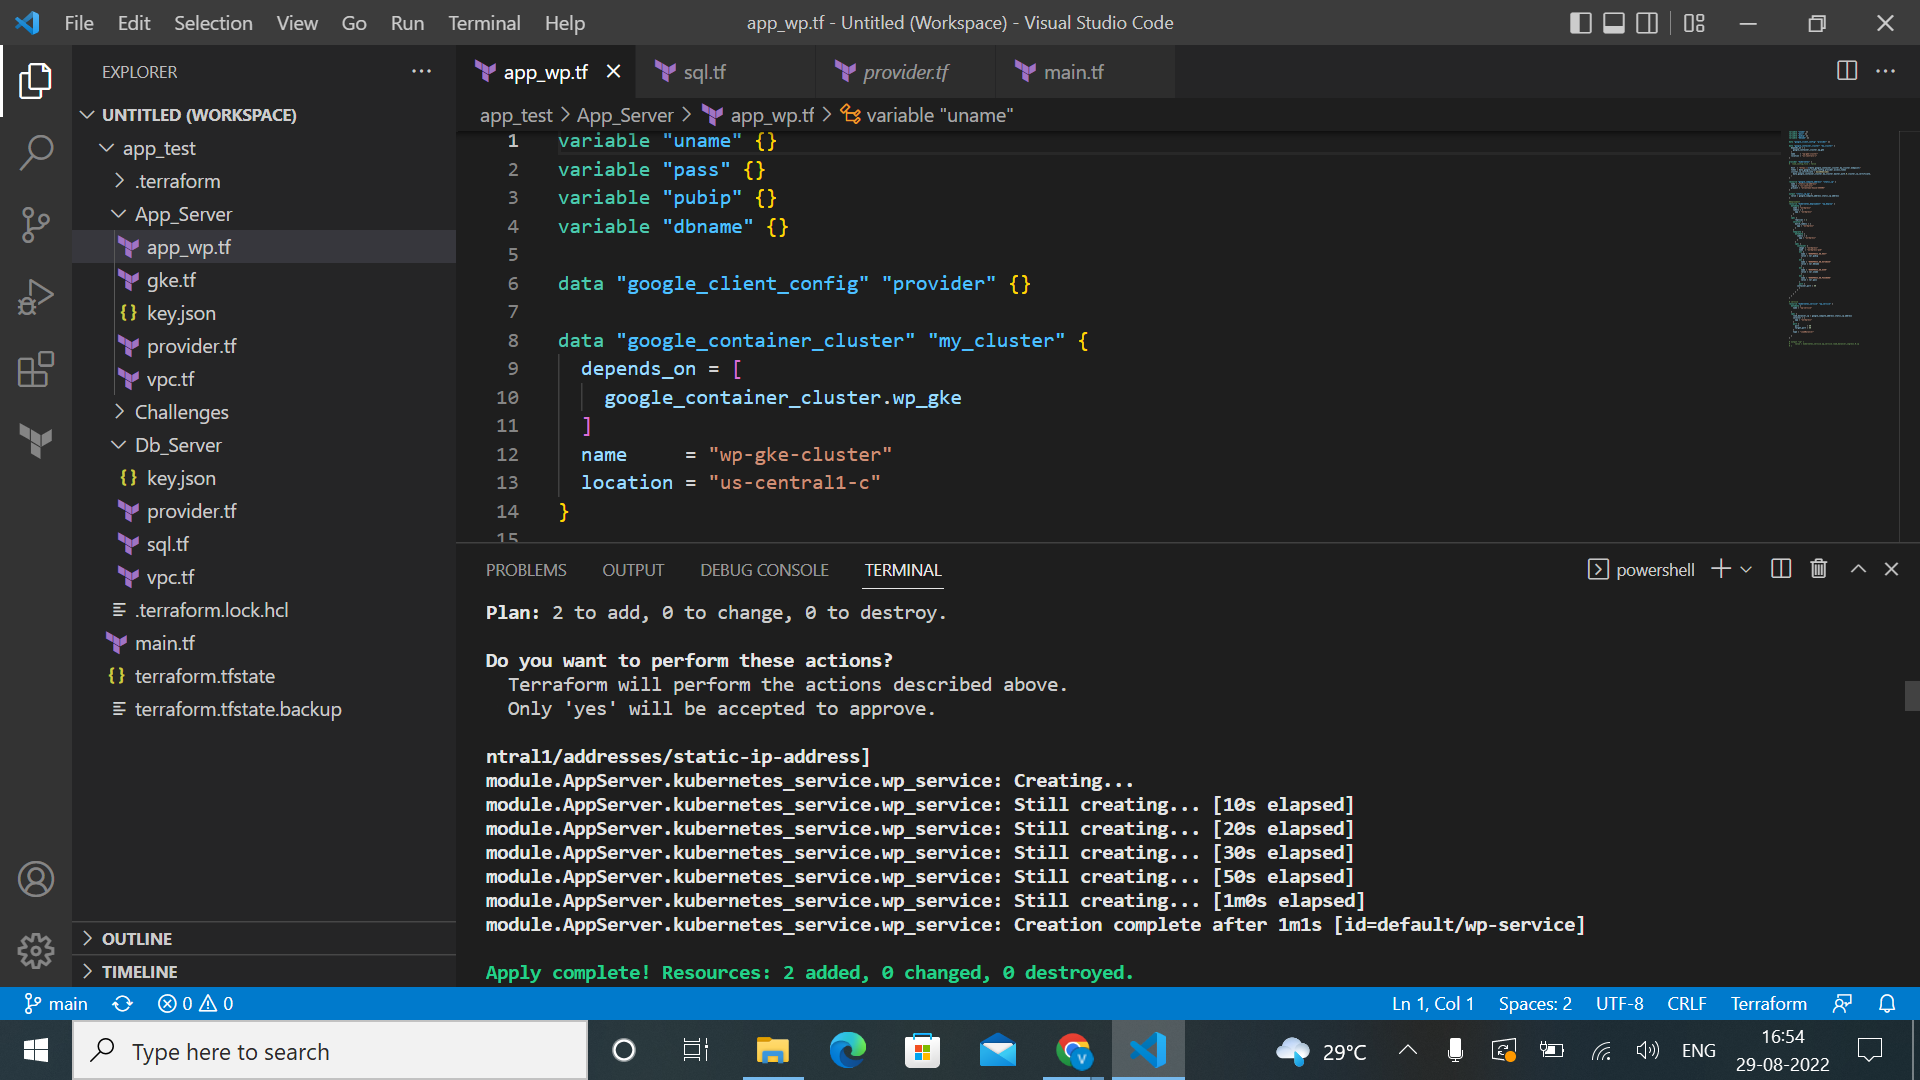 File Edit Selection View Go Run Terminal Help
app_wp.tf - Untitled (Workspace) - Visual Studio Code
EXPLORER
UNTITLED (WORKSPACE)
app_test
.terraform
App_Server
app_wp.tf
gke.tf
key.json
provider.tf
vpc.tf
Challenges
Db_Server
key.json
provider.tf
sql.tf
vpc.tf
.terraform.lock.hcl
main.tf
terraform.tfstate
terraform.tfstate.backup
OUTLINE
TIMELINE
app_wp.tf sql.tf provider.tf main.tf
app_test > App_Server > app_wp.tf > variable "uname"
1 variable "uname" {}
2 variable "pass" {}
3 variable "pubip" {}
4 variable "dbname" {}
5
6 data "google_client_config" "provider" {}
7
8 data "google_container_cluster" "my_cluster" {
9 depends_on = [
10 google_container_cluster.wp_gke
11 ]
12 name = "wp-gke-cluster"
13 location = "us-central1-c"
14 }
15
PROBLEMS OUTPUT DEBUG CONSOLE TERMINAL
powershell
Plan: 2 to add, 0 to change, 0 to destroy.
Do you want to perform these actions?
Terraform will perform the actions described above.
Only 'yes' will be accepted to approve.
ntral1/addresses/static-ip-address]
module.AppServer.kubernetes_service.wp_service: Creating...
module.AppServer.kubernetes_service.wp_service: Still creating... [10s elapsed]
module.AppServer.kubernetes_service.wp_service: Still creating... [20s elapsed]
module.AppServer.kubernetes_service.wp_service: Still creating... [30s elapsed]
module.AppServer.kubernetes_service.wp_service: Still creating... [50s elapsed]
module.AppServer.kubernetes_service.wp_service: Still creating... [1m0s elapsed]
module.AppServer.kubernetes_service.wp_service: Creation complete after 1m1s [id=default/wp-service]
Apply complete! Resources: 2 added, 0 changed, 0 destroyed.
main 0 0
Ln 1, Col 1 Spaces: 2 UTF-8 CRLF Terraform
Type here to search
V
29°C
ENG
16:54
29-08-2022